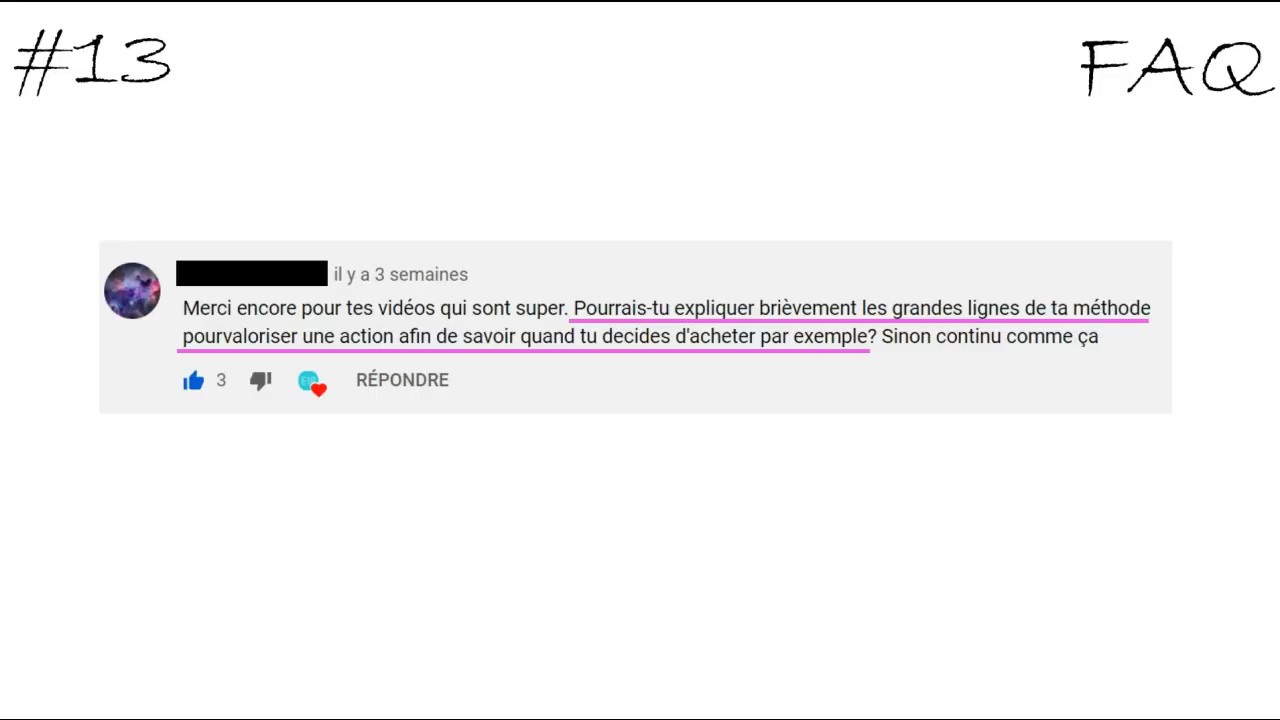 #13
FAQ
il y a 3 semaines
Merci encore pour tes vidéos qui sont super. Pourrais-tu expliquer brièvement les grandes lignes de ta méthode
pourvaloriser une action afin de savoir quand tu decides d'acheter par exemple? Sinon continu comme ça
3
RÉPONDRE